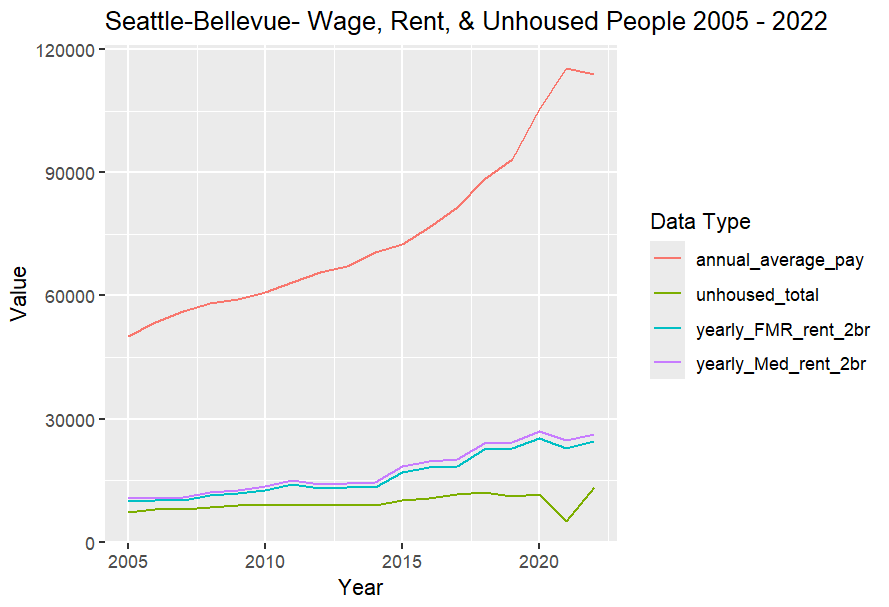 Seattle-Bellevue- Wage, Rent, & Unhoused People 2005 - 2022
120000
90000
60000
30000
0
Value
2005
2010
2015
2020
Year
Data Type
annual_average_pay
unhoused_total
yearly_FMR_rent_2br
yearly_Med_rent_2br